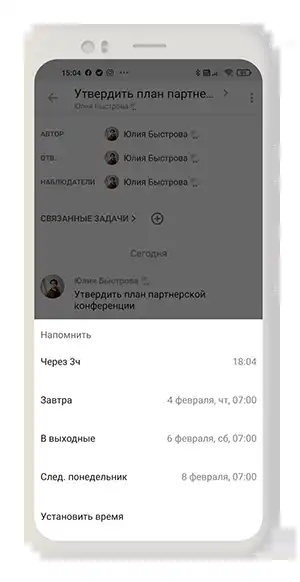 15:04
Утвердить план партне...
Юлия Быстрова
АВТОР Юлия Быстрова
ОТВ. Юлия Быстрова
НАБЛЮДАТЕЛИ Юлия Быстрова
СВЯЗАННЫЕ ЗАДАЧИ
Сегодня
Юлия Быстрова
Утвердить план партнерской
конференции
Напомнить
Через 3ч 18:04
Завтра 4 февраля, чт, 07:00
В выходные 6 февраля, сб, 07:00
След. понедельник 8 февраля, 07:00
Установить время